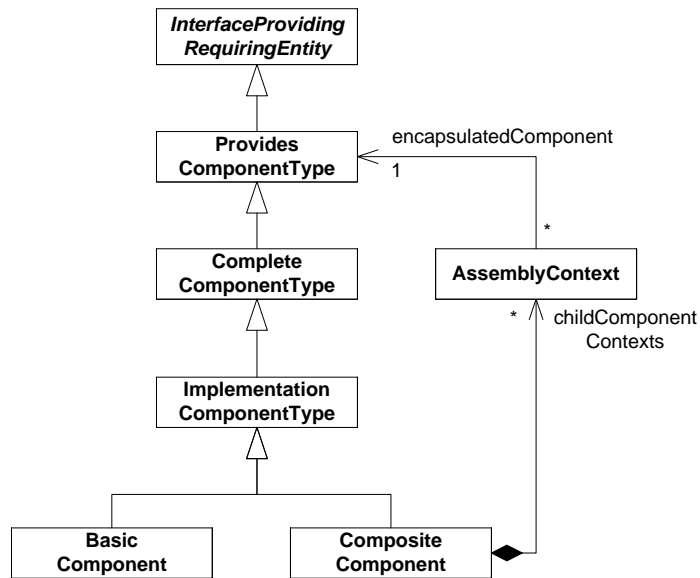 InterfaceProviding
RequiringEntity
Provides
ComponentType
encapsulatedComponent
1
*
Complete
ComponentType
AssemblyContext
*
childComponent
Contexts
Implementation
ComponentType
Basic
Component
Composite
Component